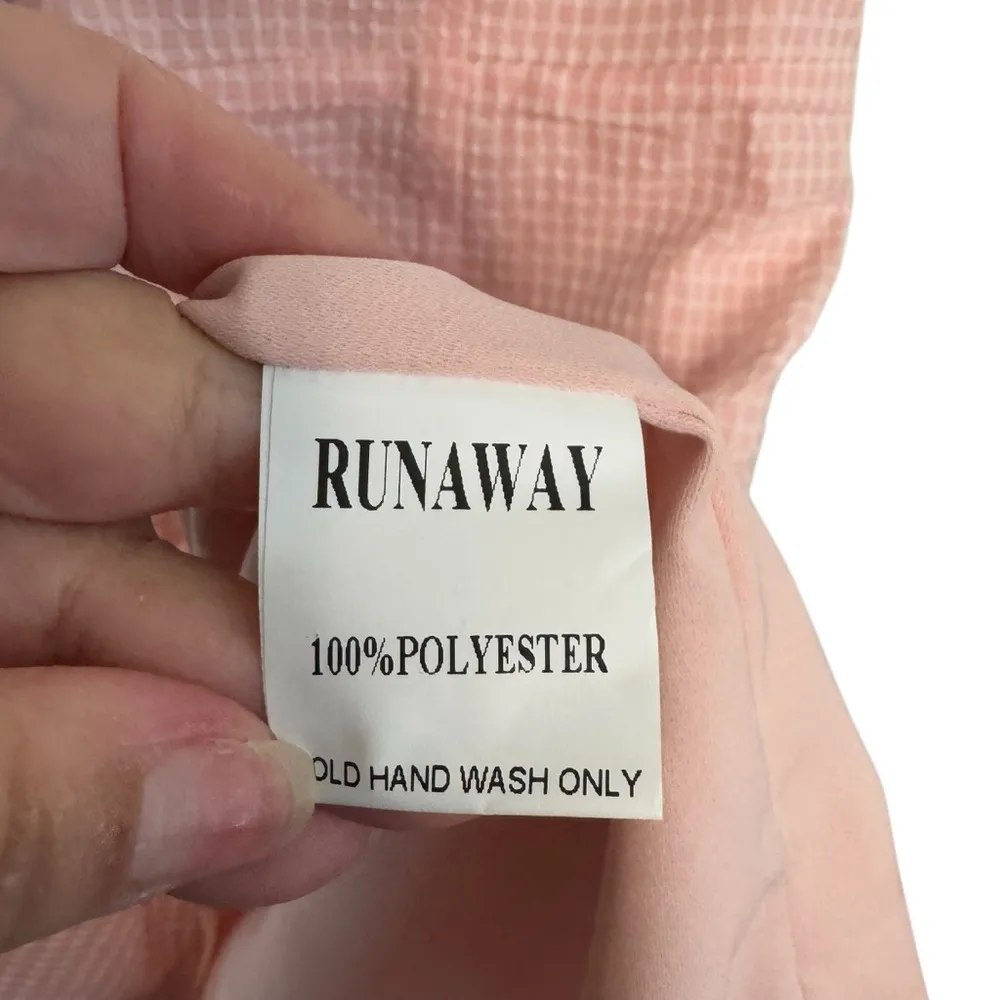 RUNAWAY
100%POLYESTER
OLD HAND WASH ONLY